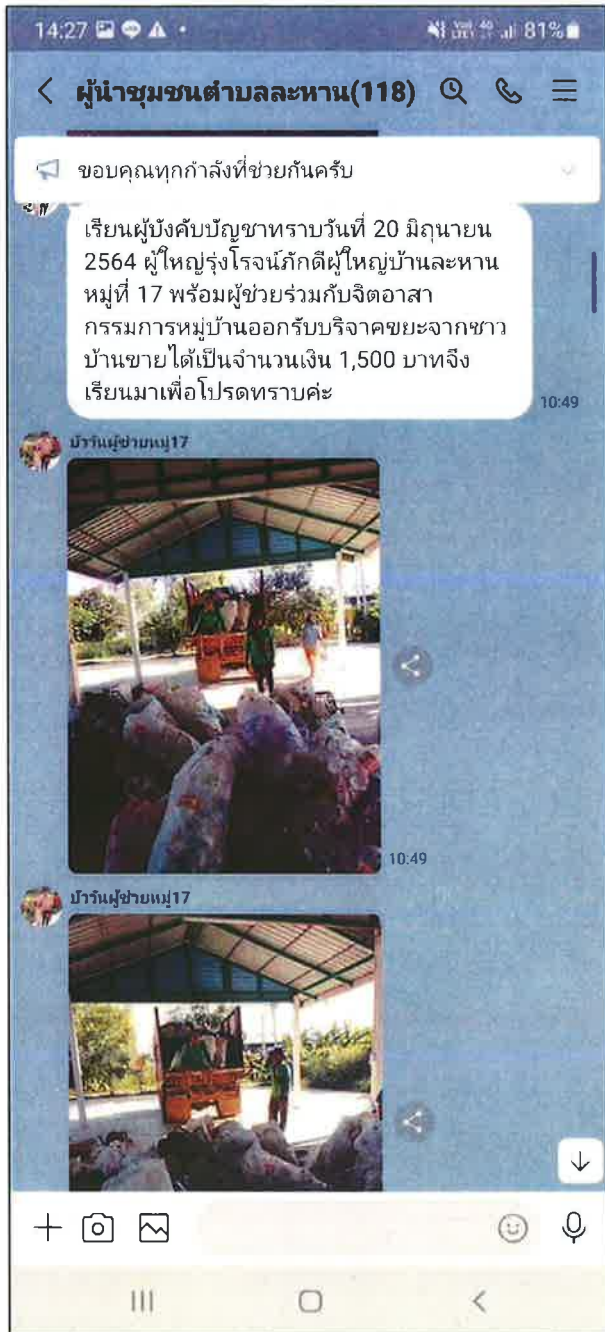 14:27 81%
ผู้นำชุมชนตำบลละหาน(118)
ขอบคุณทุกกำลังที่ช่วยกันครับ
เรียนผู้บังคับบัญชาทราบวันที่ 20 มิถุนายน
2564 ผู้ใหญ่รุ่งโรจน์ภักดีผู้ใหญ่บ้านละหาน
หมู่ที่ 17 พร้อมผู้ช่วยร่วมกับจิตอาสา
กรรมการหมู่บ้านออกรับบริจาคขยะจากชาว
บ้านขายได้เป็นจำนวนเงิน 1,500 บาทจึง
เรียนมาเพื่อโปรดทราบค่ะ
10:49
บัววันผู้ช่วยหมู่17
10:49
บัววันผู้ช่วยหมู่17